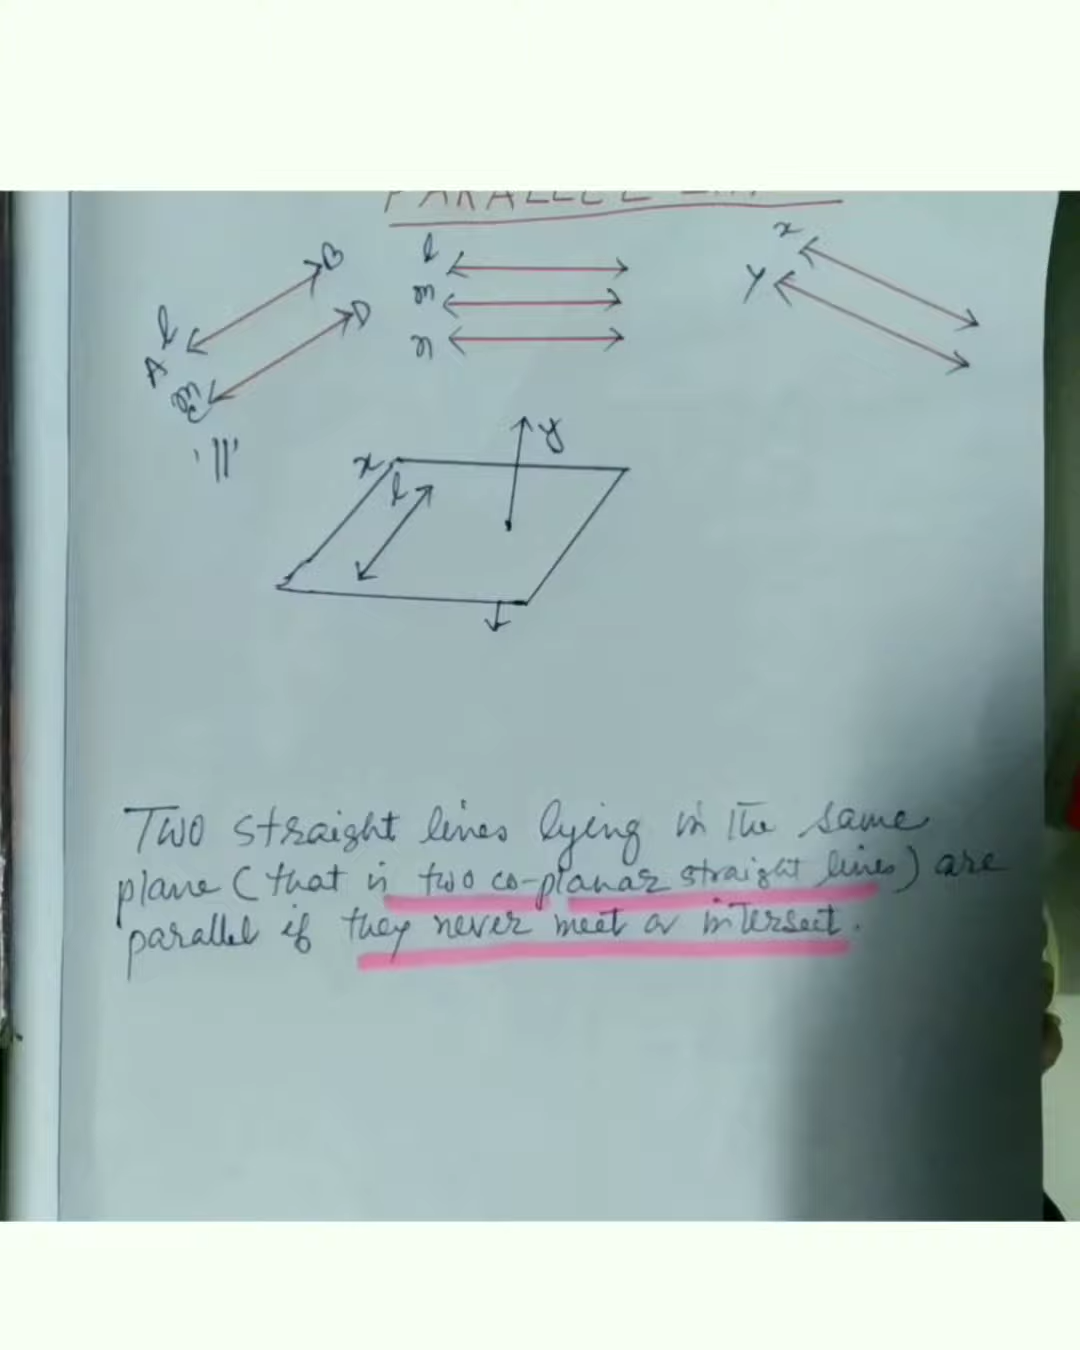 PARALLEL
l
A
B
m
C
D
l
m
n
x
Y
'||'
x
l
y
Two straight lines lying in the same
plane (that is two co-planar straight lines) are
parallel if they never meet or intersect.